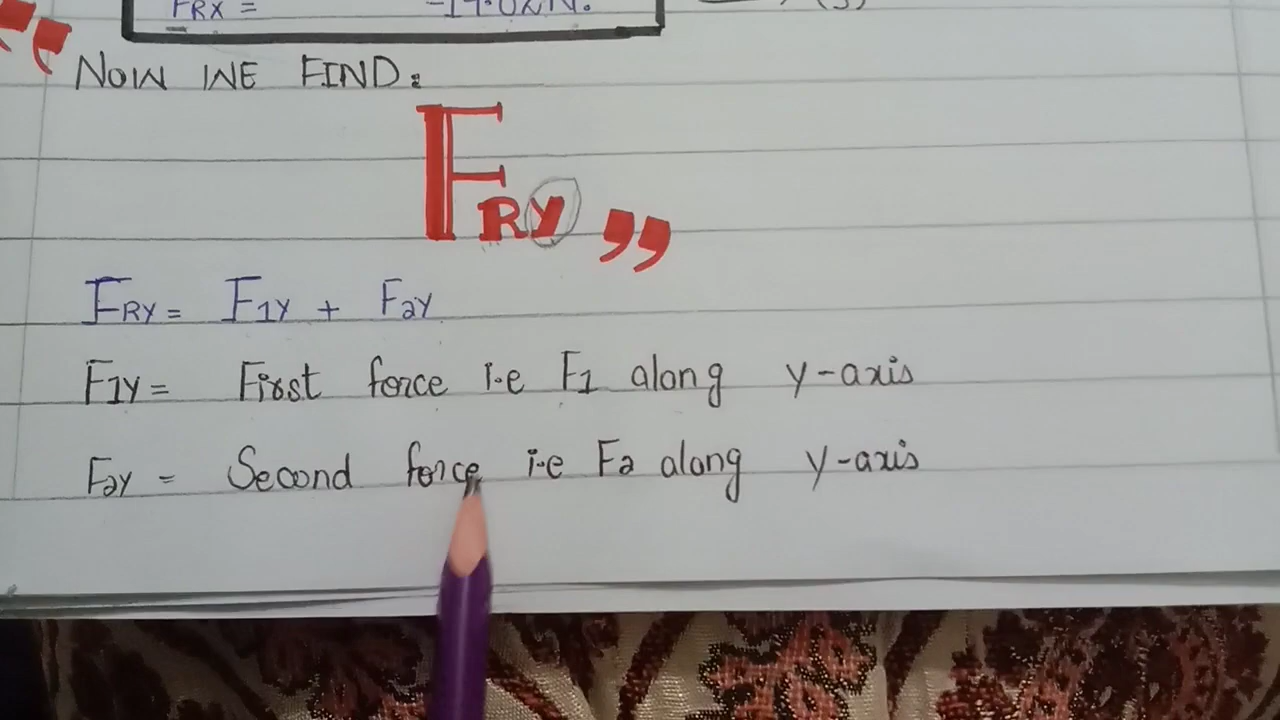 FRX =
NOW WE FIND:
FRY ”
FRY = F1Y + F2Y
F1Y = First force i.e F1 along y-axis
F2Y = Second force i.e F2 along y-axis